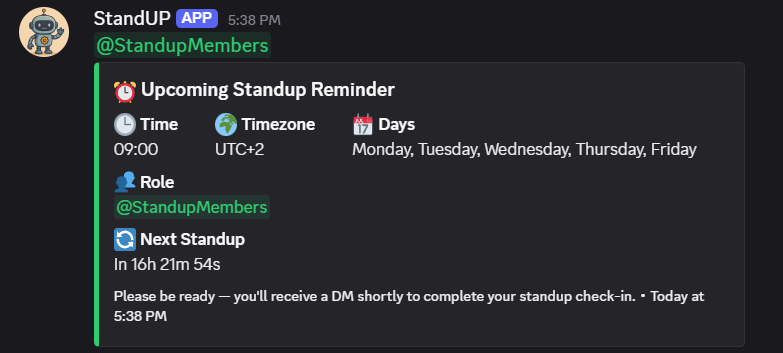 StandUP APP 5:38 PM
@StandupMembers
Upcoming Standup Reminder
Time Timezone Days
09:00 UTC+2 Monday, Tuesday, Wednesday, Thursday, Friday
Role
@StandupMembers
Next Standup
In 16h 21m 54s
Please be ready — you'll receive a DM shortly to complete your standup check-in. • Today at
5:38 PM